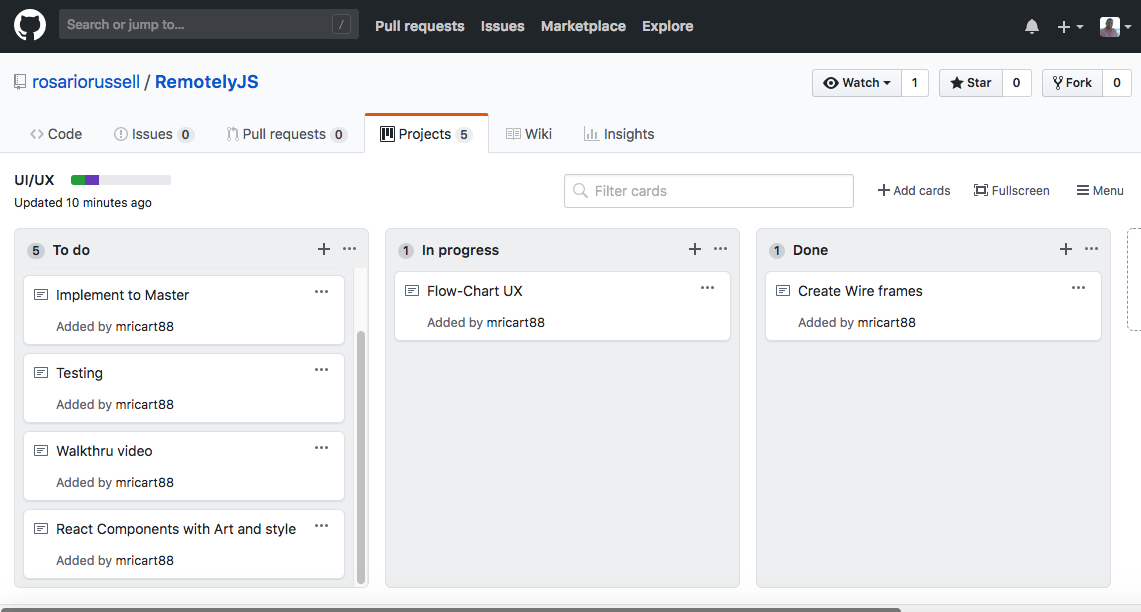 Search or jump to... /
Pull requests Issues Marketplace Explore
rosariorussell / RemotelyJS
Watch 1 Star 0 Fork 0
Code Issues 0 Pull requests 0 Projects 5 Wiki Insights
UI/UX
Updated 10 minutes ago
Filter cards
Add cards Fullscreen Menu
5 To do
Implement to Master
Added by mricart88
Testing
Added by mricart88
Walkthru video
Added by mricart88
React Components with Art and style
Added by mricart88
1 In progress
Flow-Chart UX
Added by mricart88
1 Done
Create Wire frames
Added by mricart88